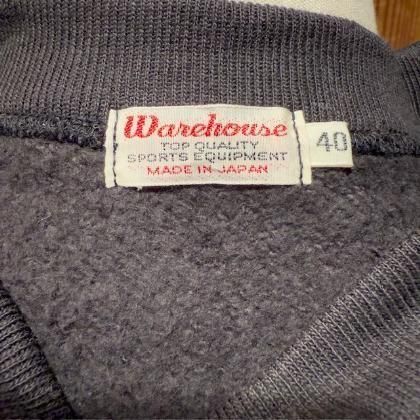 Warehouse
TOP QUALITY
SPORTS EQUIPMENT
MADE IN JAPAN
40